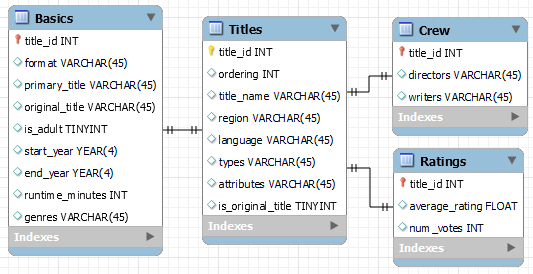 Basics
title_id INT
format VARCHAR(45)
primary_title VARCHAR(45)
original_title VARCHAR(45)
is_adult TINYINT
start_year YEAR(4)
end_year YEAR(4)
runtime_minutes INT
genres VARCHAR(45)
Indexes
Titles
title_id INT
ordering INT
title_name VARCHAR(45)
region VARCHAR(45)
language VARCHAR(45)
types VARCHAR(45)
attributes VARCHAR(45)
is_original_title TINYINT
Indexes
Crew
title_id INT
directors VARCHAR(45)
writers VARCHAR(45)
Indexes
Ratings
title_id INT
average_rating FLOAT
num_votes INT
Indexes